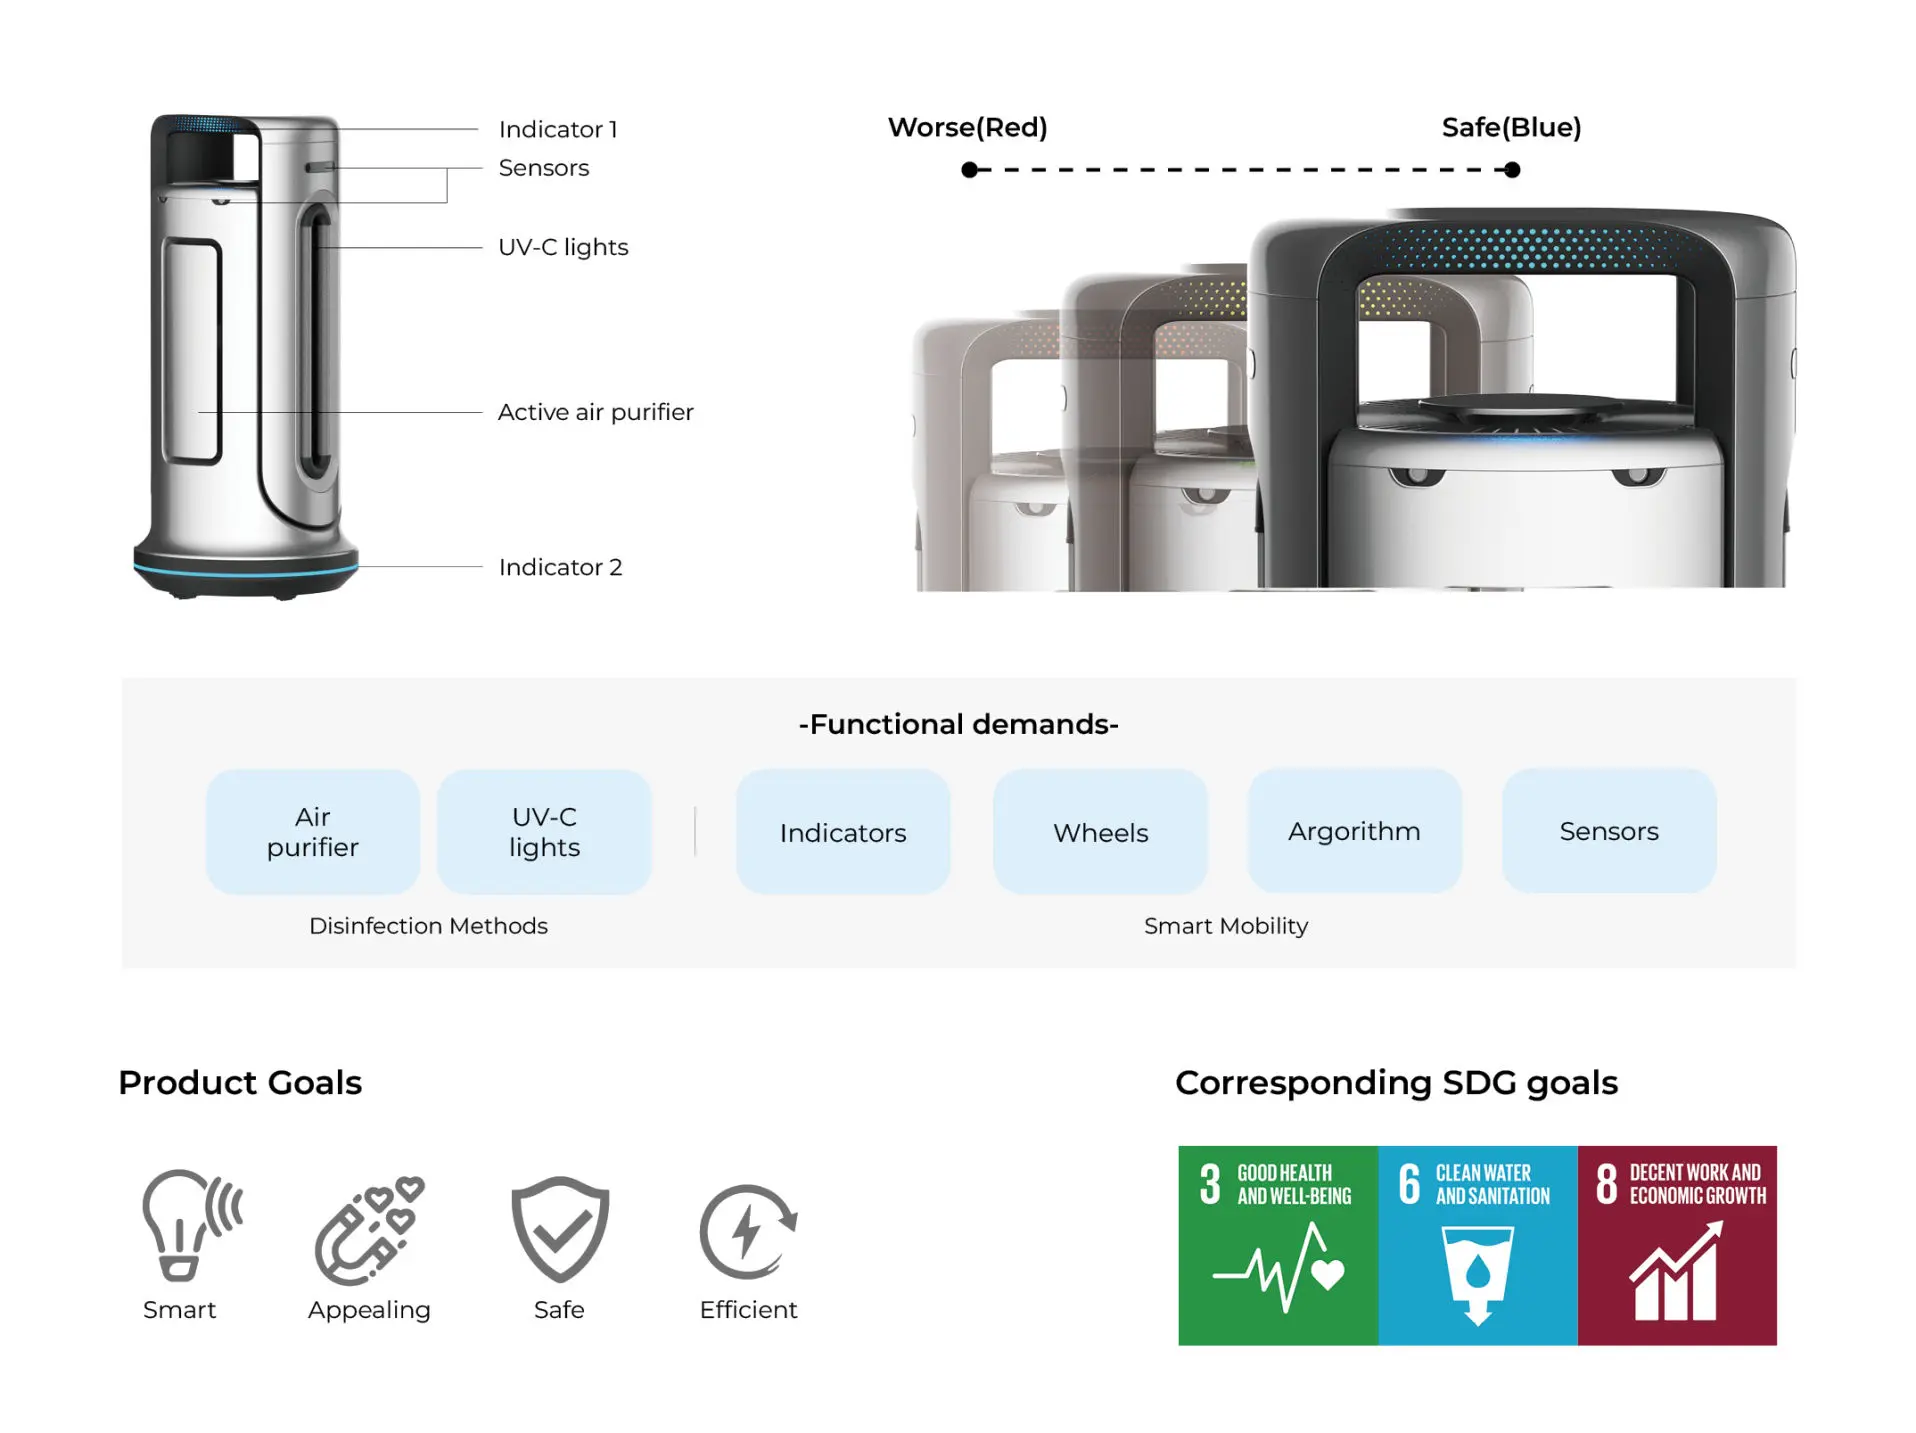 Indicator 1
Sensors
UV-C lights
Active air purifier
Indicator 2
Worse(Red)
Safe(Blue)
-Functional demands-
Air
purifier
UV-C
lights
Indicators
Wheels
Argorithm
Sensors
Disinfection Methods
Smart Mobility
Product Goals
Smart
Appealing
Safe
Efficient
Corresponding SDG goals
3 GOOD HEALTH
AND WELL-BEING
6 CLEAN WATER
AND SANITATION
8 DECENT WORK AND
ECONOMIC GROWTH